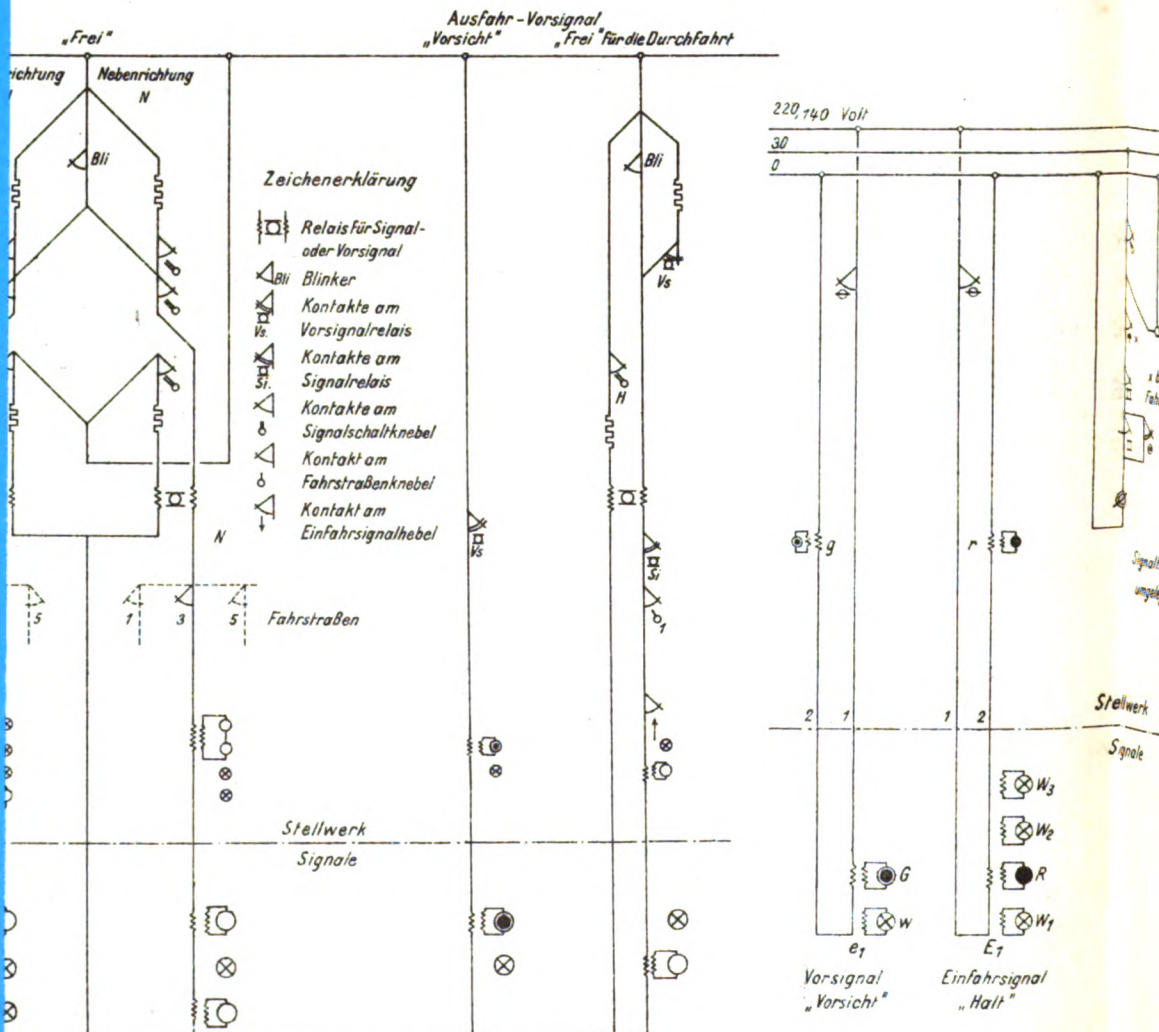 Ausfahr-Vorsignal
„Frei"
„Vorsicht"
„Frei" für die Durchfahrt
richtung
Nebenrichtung
N
Bli
Zeichenerklärung
Relais für Signal-
oder Vorsignal
Bli Blinker
Kontakte am
Vs. Vorsignalrelais
Kontakte am
Si. Signalrelais
Kontakte am
Signalschaltknebel
Kontakt am
Fahrstraßenknebel
Kontakt am
Einfahrsignalhebel
N
5
1
3
5
Fahrstraßen
Vs
Bli
Vs
H
Si
1
Stellwerk
Signale
220/140 Volt
30
0
g
r
2
1
1
2
Stellwerk
Signale
W3
W2
G
R
w
W1
e1
E1
Vorsignal
„Vorsicht"
Einfahrsignal
„Halt"